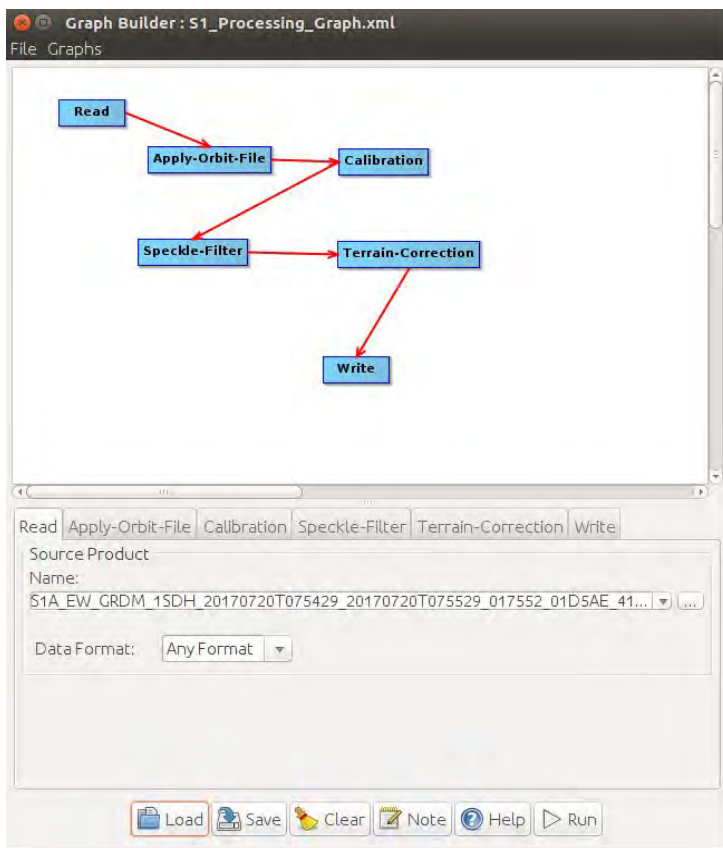 Graph Builder : S1_Processing_Graph.xml
File Graphs
Read
Apply-Orbit-File
Calibration
Speckle-Filter
Terrain-Correction
Write
Read Apply-Orbit-File Calibration Speckle-Filter Terrain-Correction Write
Source Product
Name:
S1A_EW_GRDM_1SDH_20170720T075429_20170720T075529_017552_01D5AE_41... ...
Data Format: Any Format
Load Save Clear Note Help Run